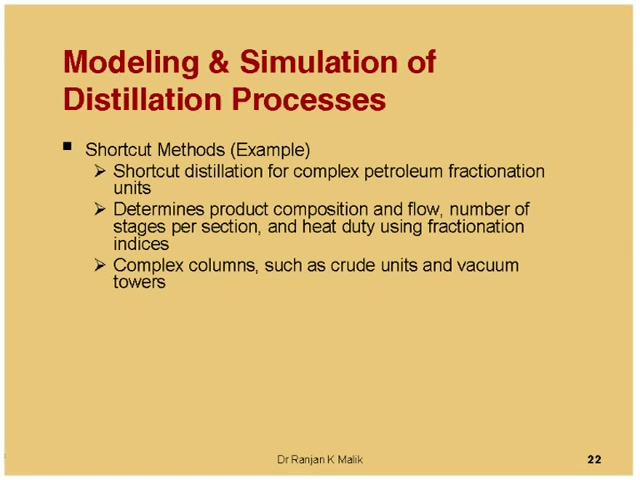 Modeling & Simulation of
Distillation Processes
Shortcut Methods (Example)
Shortcut distillation for complex petroleum fractionation
units
Determines product composition and flow, number of
stages per section, and heat duty using fractionation
indices
Complex columns, such as crude units and vacuum
towers
Dr Ranjan K Malik
22